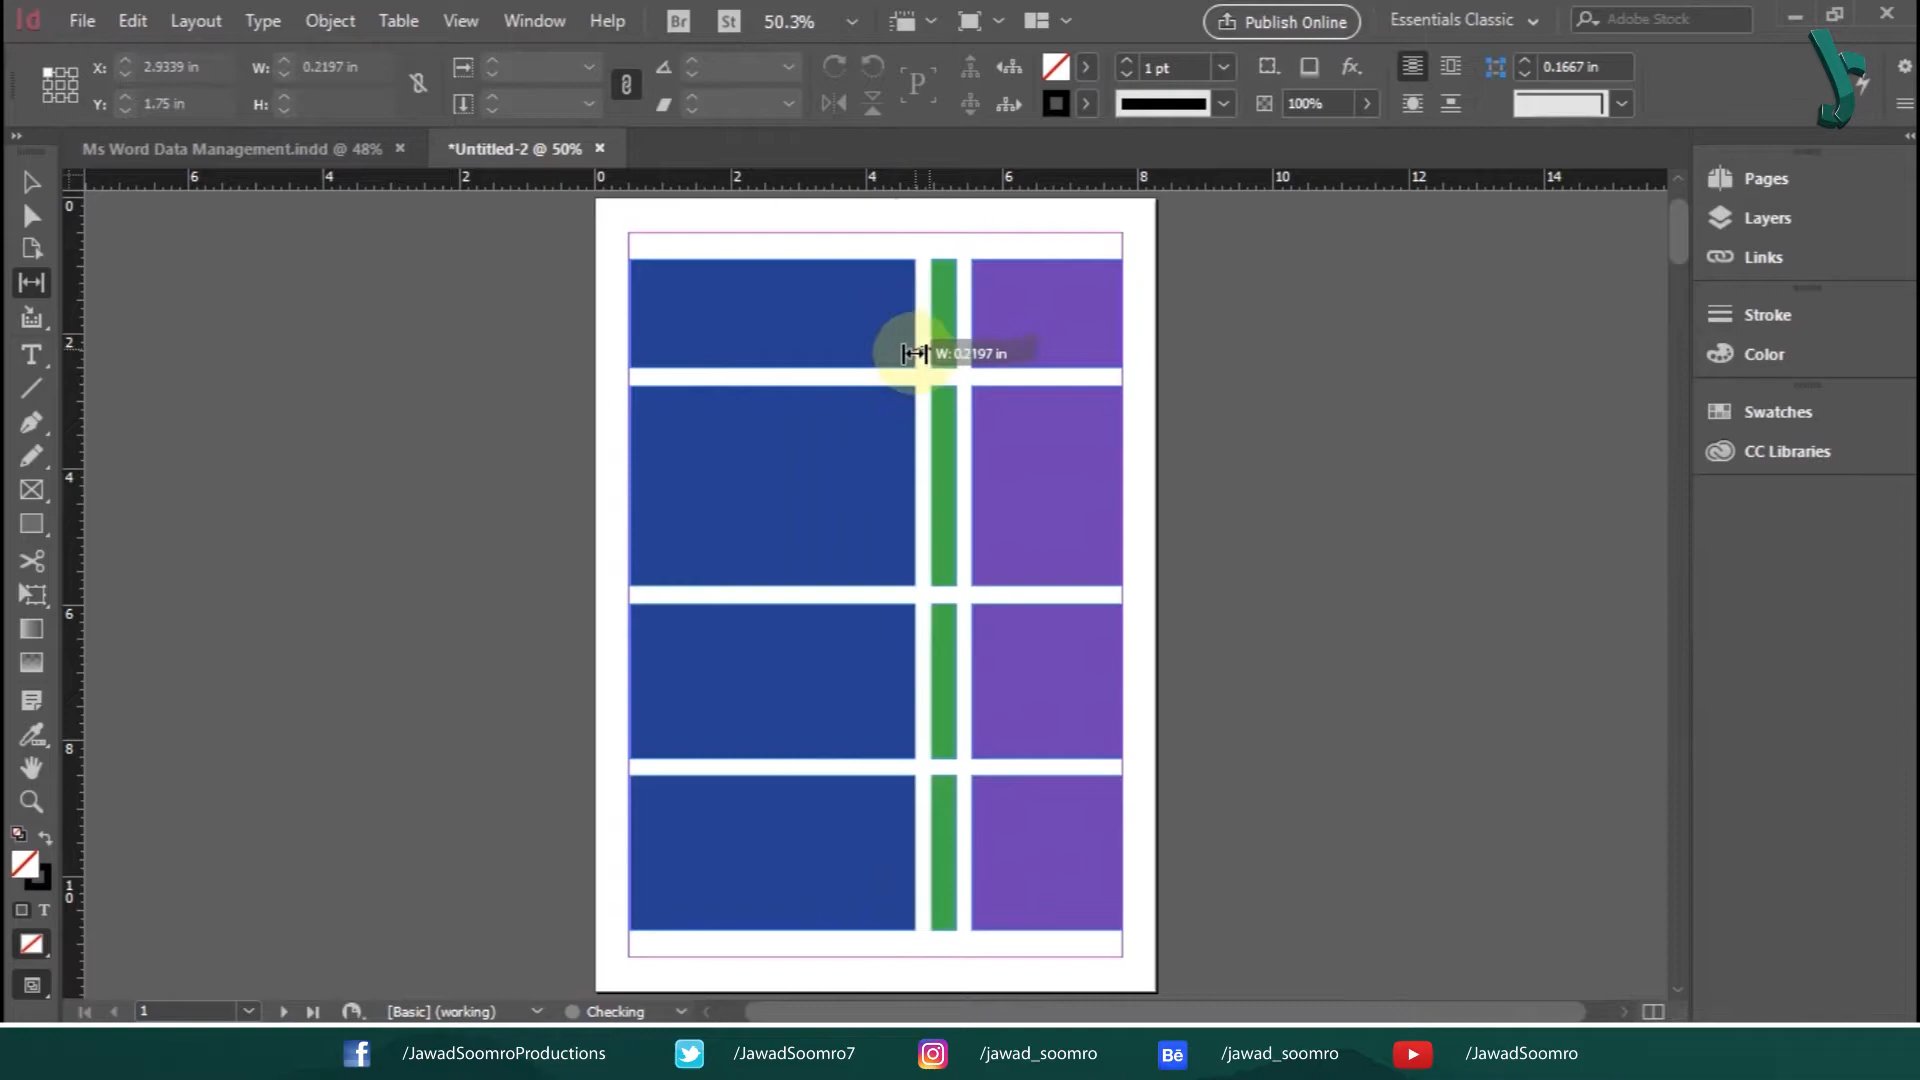 Id File Edit Layout Type Object Table View Window Help Br St 50.3% Publish Online Essentials Classic Adobe Stock
X: 2.9339 in W: 0.2197 in 1 pt fx. 0.1667 in
Y: 1.75 in H: P 100%
Ms Word Data Management.indd @ 48% *Untitled-2 @ 50%
6 4 2 0 2 4 6 8 10 12 14
0
2
4
6
8
1
0
W: 0.2197 in
Pages
Layers
Links
Stroke
Color
Swatches
CC Libraries
T
T
1 [Basic] (working) Checking
/JawadSoomroProductions /JawadSoomro7 /jawad_soomro Bē /jawad_soomro /JawadSoomro